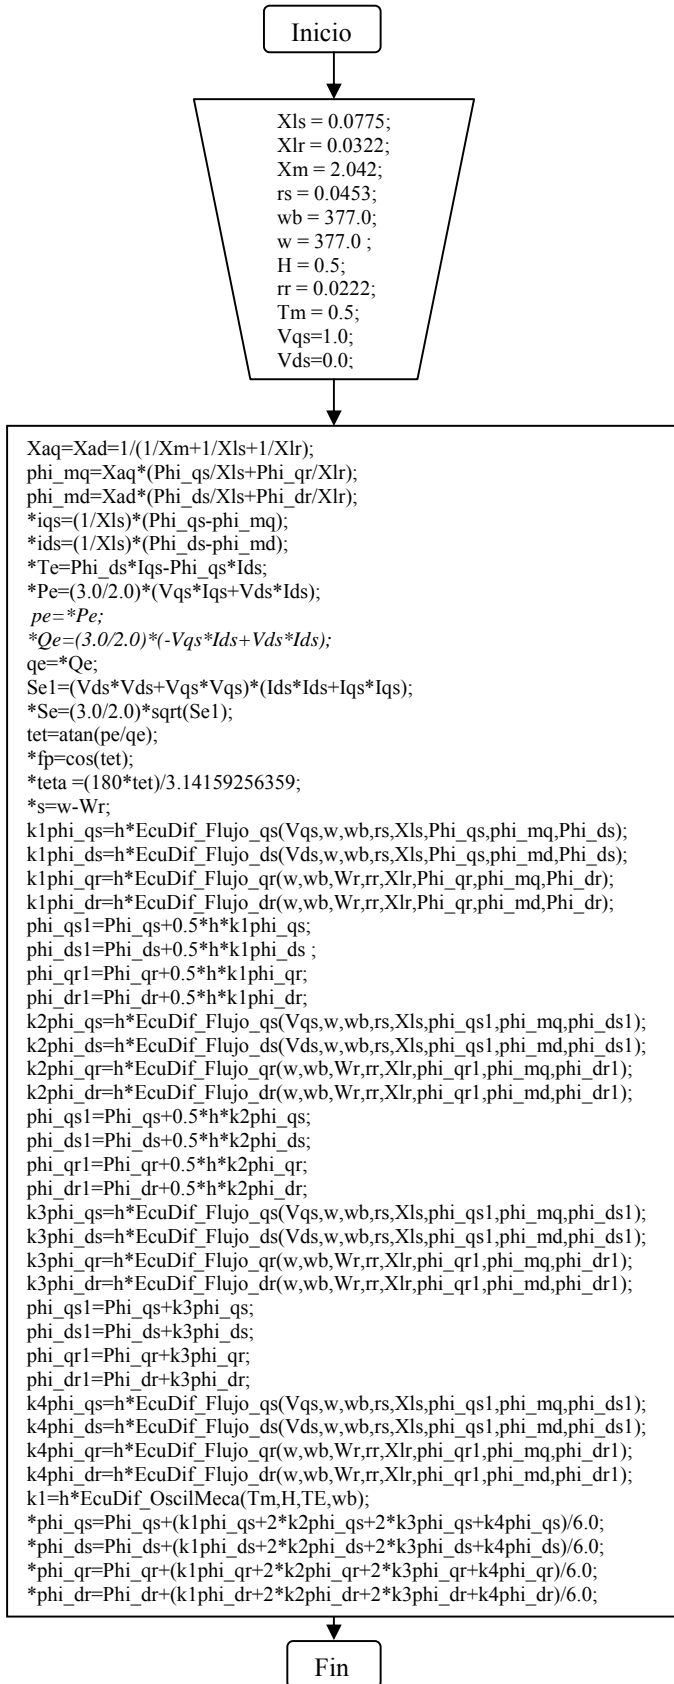 Inicio
Xls = 0.0775;
Xlr = 0.0322;
Xm = 2.042;
rs = 0.0453;
wb = 377.0;
w = 377.0 ;
H = 0.5;
rr = 0.0222;
Tm = 0.5;
Vqs=1.0;
Vds=0.0;
Xaq=Xad=1/(1/Xm+1/Xls+1/Xlr);
phi_mq=Xaq*(Phi_qs/Xls+Phi_qr/Xlr);
phi_md=Xad*(Phi_ds/Xls+Phi_dr/Xlr);
*iqs=(1/Xls)*(Phi_qs-phi_mq);
*ids=(1/Xls)*(Phi_ds-phi_md);
*Te=Phi_ds*Iqs-Phi_qs*Ids;
*Pe=(3.0/2.0)*(Vqs*Iqs+Vds*Ids);
pe=*Pe;
*Qe=(3.0/2.0)*(-Vqs*Ids+Vds*Ids);
qe=*Qe;
Se1=(Vds*Vds+Vqs*Vqs)*(Ids*Ids+Iqs*Iqs);
*Se=(3.0/2.0)*sqrt(Se1);
tet=atan(pe/qe);
*fp=cos(tet);
*teta =(180*tet)/3.14159256359;
*s=w-Wr;
k1phi_qs=h*EcuDif_Flujo_qs(Vqs,w,wb,rs,Xls,Phi_qs,phi_mq,Phi_ds);
k1phi_ds=h*EcuDif_Flujo_ds(Vds,w,wb,rs,Xls,Phi_qs,phi_md,Phi_ds);
k1phi_qr=h*EcuDif_Flujo_qr(w,wb,Wr,rr,Xlr,Phi_qr,phi_mq,Phi_dr);
k1phi_dr=h*EcuDif_Flujo_dr(w,wb,Wr,rr,Xlr,Phi_qr,phi_md,Phi_dr);
phi_qs1=Phi_qs+0.5*h*k1phi_qs;
phi_ds1=Phi_ds+0.5*h*k1phi_ds ;
phi_qr1=Phi_qr+0.5*h*k1phi_qr;
phi_dr1=Phi_dr+0.5*h*k1phi_dr;
k2phi_qs=h*EcuDif_Flujo_qs(Vqs,w,wb,rs,Xls,phi_qs1,phi_mq,phi_ds1);
k2phi_ds=h*EcuDif_Flujo_ds(Vds,w,wb,rs,Xls,phi_qs1,phi_md,phi_ds1);
k2phi_qr=h*EcuDif_Flujo_qr(w,wb,Wr,rr,Xlr,phi_qr1,phi_mq,phi_dr1);
k2phi_dr=h*EcuDif_Flujo_dr(w,wb,Wr,rr,Xlr,phi_qr1,phi_md,phi_dr1);
phi_qs1=Phi_qs+0.5*h*k2phi_qs;
phi_ds1=Phi_ds+0.5*h*k2phi_ds;
phi_qr1=Phi_qr+0.5*h*k2phi_qr;
phi_dr1=Phi_dr+0.5*h*k2phi_dr;
k3phi_qs=h*EcuDif_Flujo_qs(Vqs,w,wb,rs,Xls,phi_qs1,phi_mq,phi_ds1);
k3phi_ds=h*EcuDif_Flujo_ds(Vds,w,wb,rs,Xls,phi_qs1,phi_md,phi_ds1);
k3phi_qr=h*EcuDif_Flujo_qr(w,wb,Wr,rr,Xlr,phi_qr1,phi_mq,phi_dr1);
k3phi_dr=h*EcuDif_Flujo_dr(w,wb,Wr,rr,Xlr,phi_qr1,phi_md,phi_dr1);
phi_qs1=Phi_qs+k3phi_qs;
phi_ds1=Phi_ds+k3phi_ds;
phi_qr1=Phi_qr+k3phi_qr;
phi_dr1=Phi_dr+k3phi_dr;
k4phi_qs=h*EcuDif_Flujo_qs(Vqs,w,wb,rs,Xls,phi_qs1,phi_mq,phi_ds1);
k4phi_ds=h*EcuDif_Flujo_ds(Vds,w,wb,rs,Xls,phi_qs1,phi_md,phi_ds1);
k4phi_qr=h*EcuDif_Flujo_qr(w,wb,Wr,rr,Xlr,phi_qr1,phi_mq,phi_dr1);
k4phi_dr=h*EcuDif_Flujo_dr(w,wb,Wr,rr,Xlr,phi_qr1,phi_md,phi_dr1);
k1=h*EcuDif_OscilMeca(Tm,H,TE,wb);
*phi_qs=Phi_qs+(k1phi_qs+2*k2phi_qs+2*k3phi_qs+k4phi_qs)/6.0;
*phi_ds=Phi_ds+(k1phi_ds+2*k2phi_ds+2*k3phi_ds+k4phi_ds)/6.0;
*phi_qr=Phi_qr+(k1phi_qr+2*k2phi_qr+2*k3phi_qr+k4phi_qr)/6.0;
*phi_dr=Phi_dr+(k1phi_dr+2*k2phi_dr+2*k3phi_dr+k4phi_dr)/6.0;
Fin